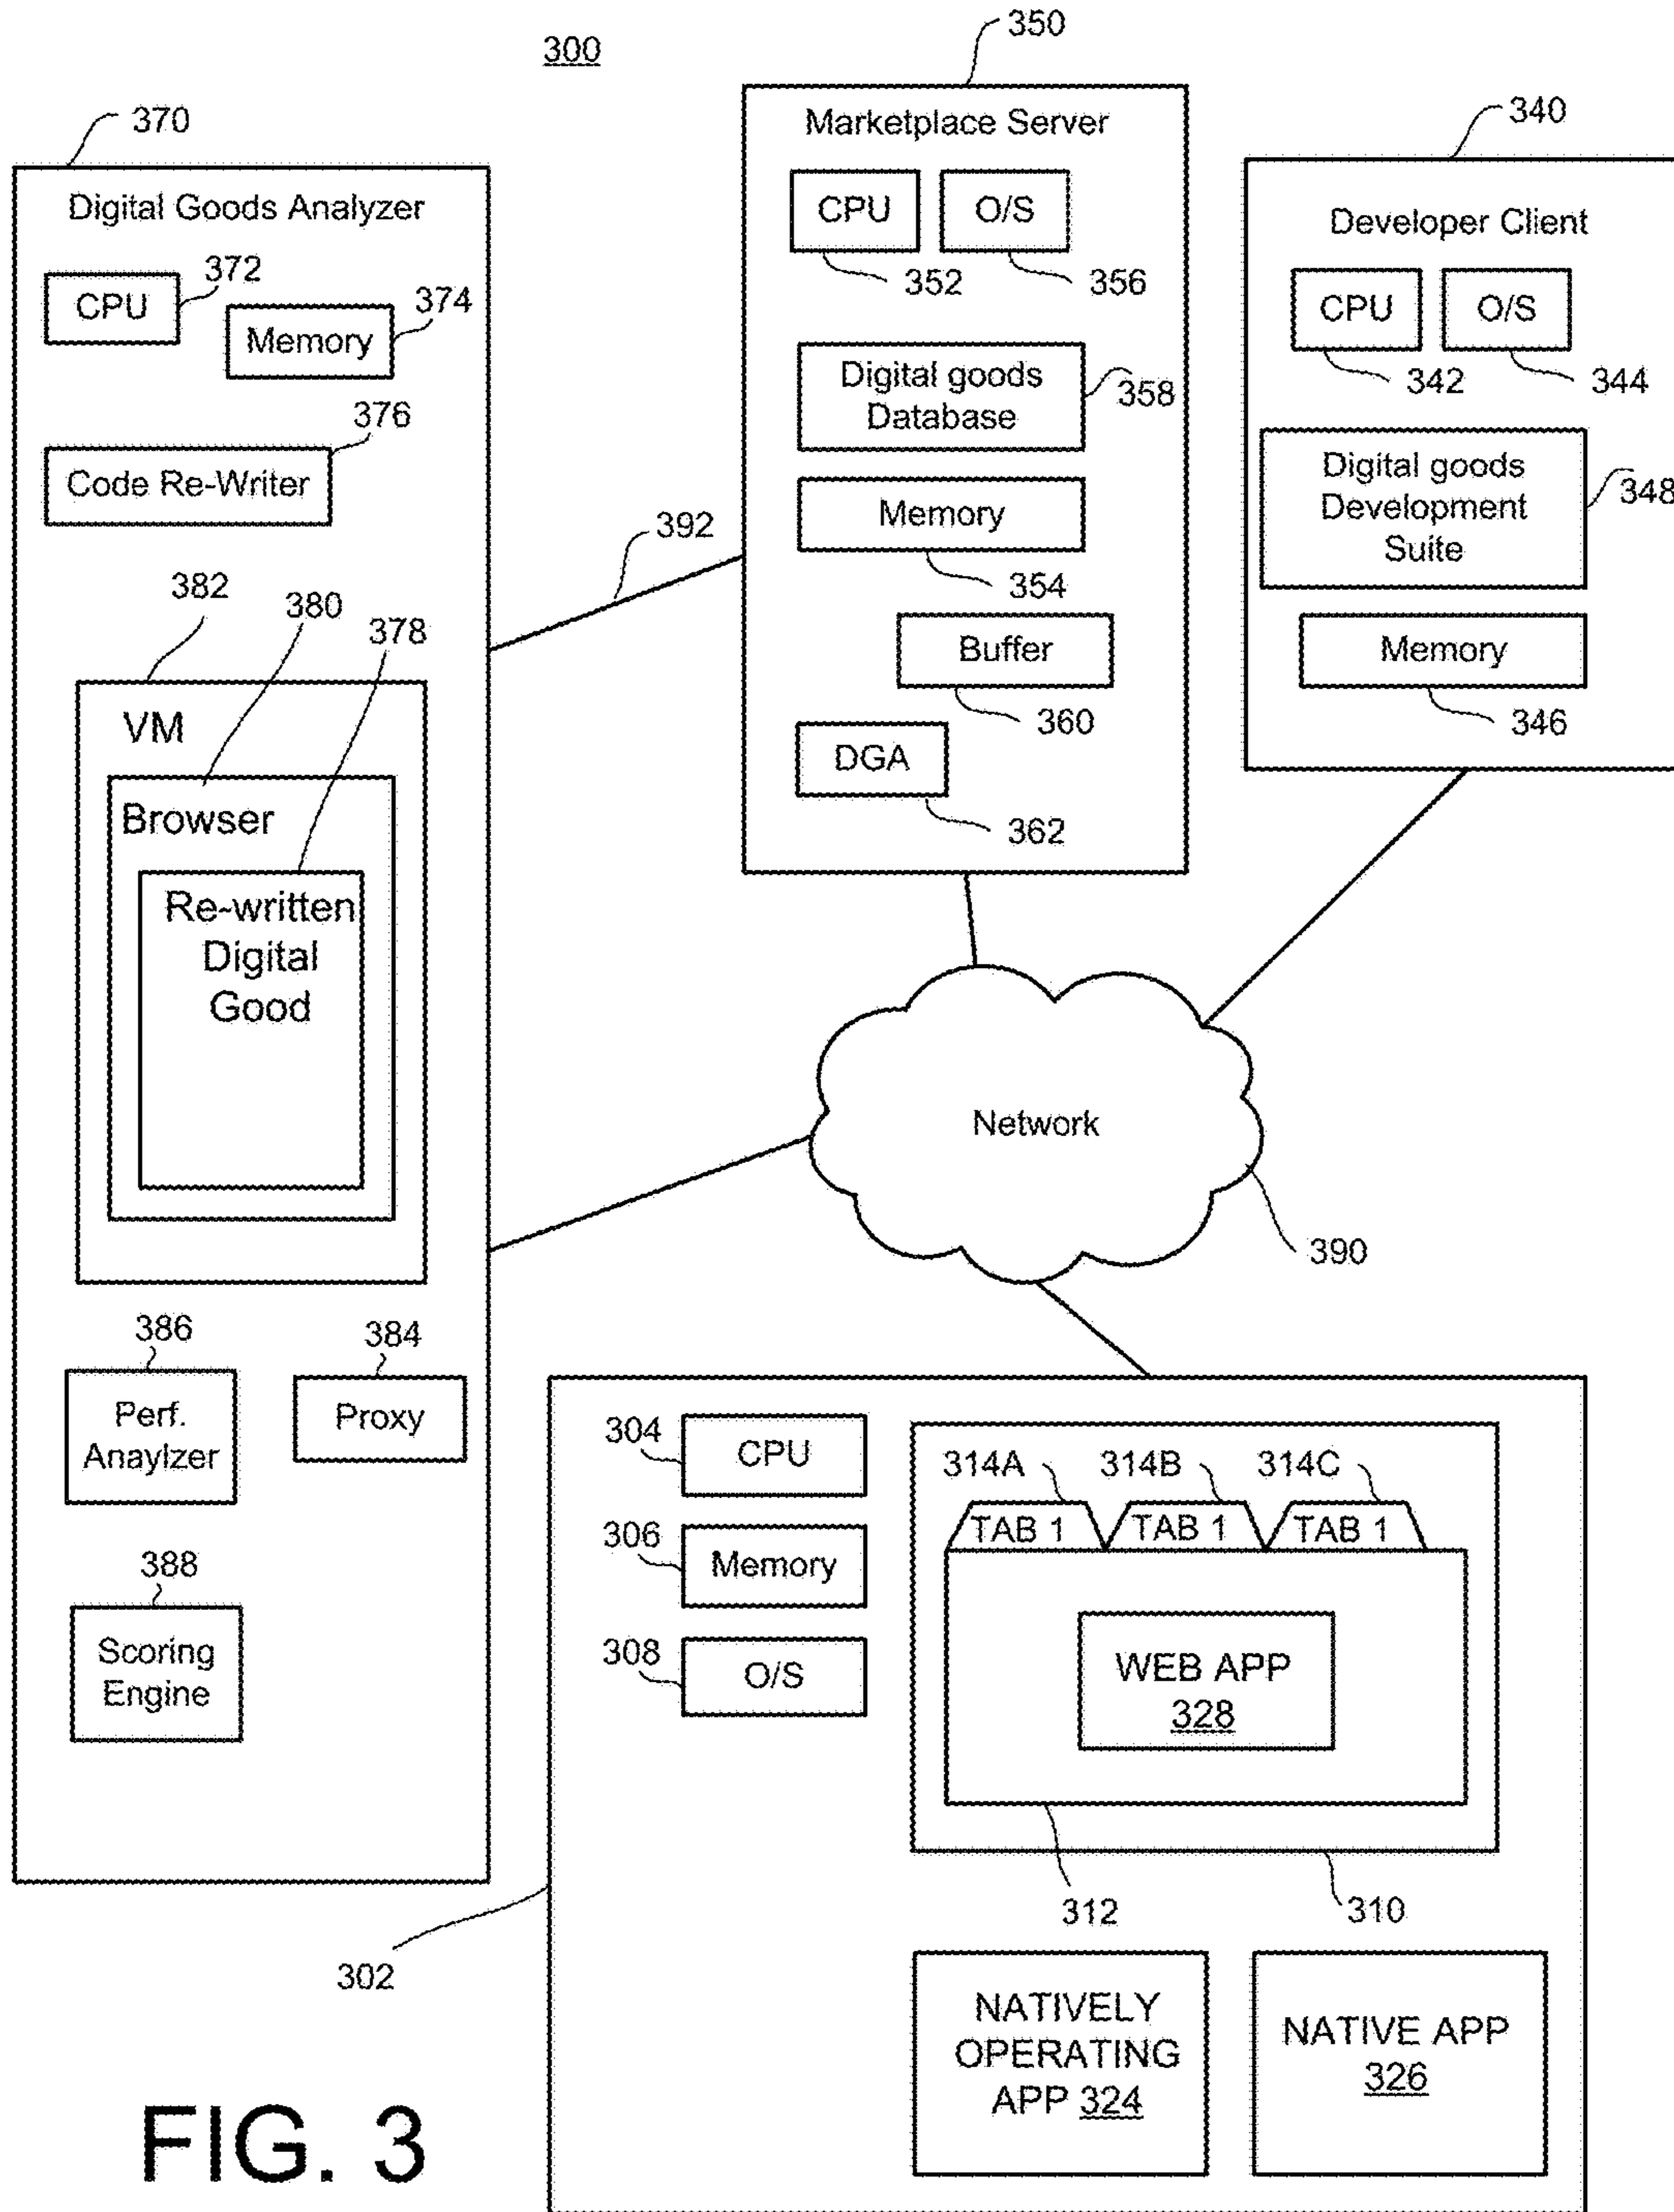 300
350
Marketplace Server
CPU
O/S
352
356
Digital goods
Database
358
Memory
354
Buffer
360
DGA
362
340
Developer Client
CPU
O/S
342
344
Digital goods
Development
Suite
348
Memory
346
370
Digital Goods Analyzer
CPU
372
Memory
374
376
Code Re-Writer
392
382
380
378
VM
Browser
Re-written
Digital
Good
386
384
Perf.
Anaylzer
Proxy
388
Scoring
Engine
Network
390
304
CPU
306
Memory
308
O/S
314A
314B
314C
TAB 1
TAB 1
TAB 1
WEB APP
328
312
310
302
NATIVELY
OPERATING
APP 324
NATIVE APP
326
FIG. 3